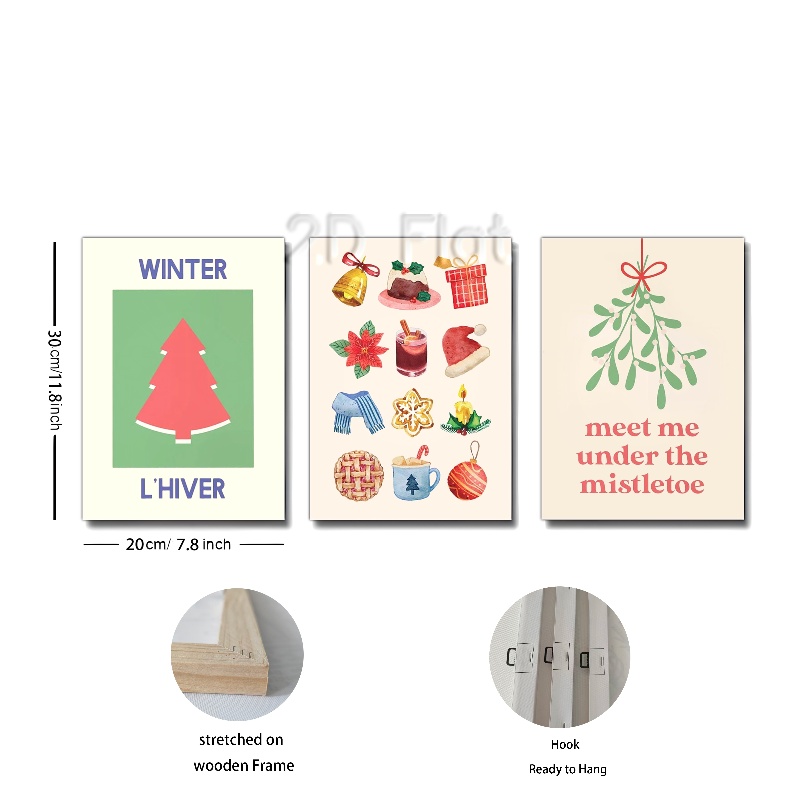 2D Flat
WINTER
L'HIVER
meet me
under the
mistletoe
30cm/11.8inch
20cm/ 7.8 inch
stretched on
wooden Frame
Hook
Ready to Hang